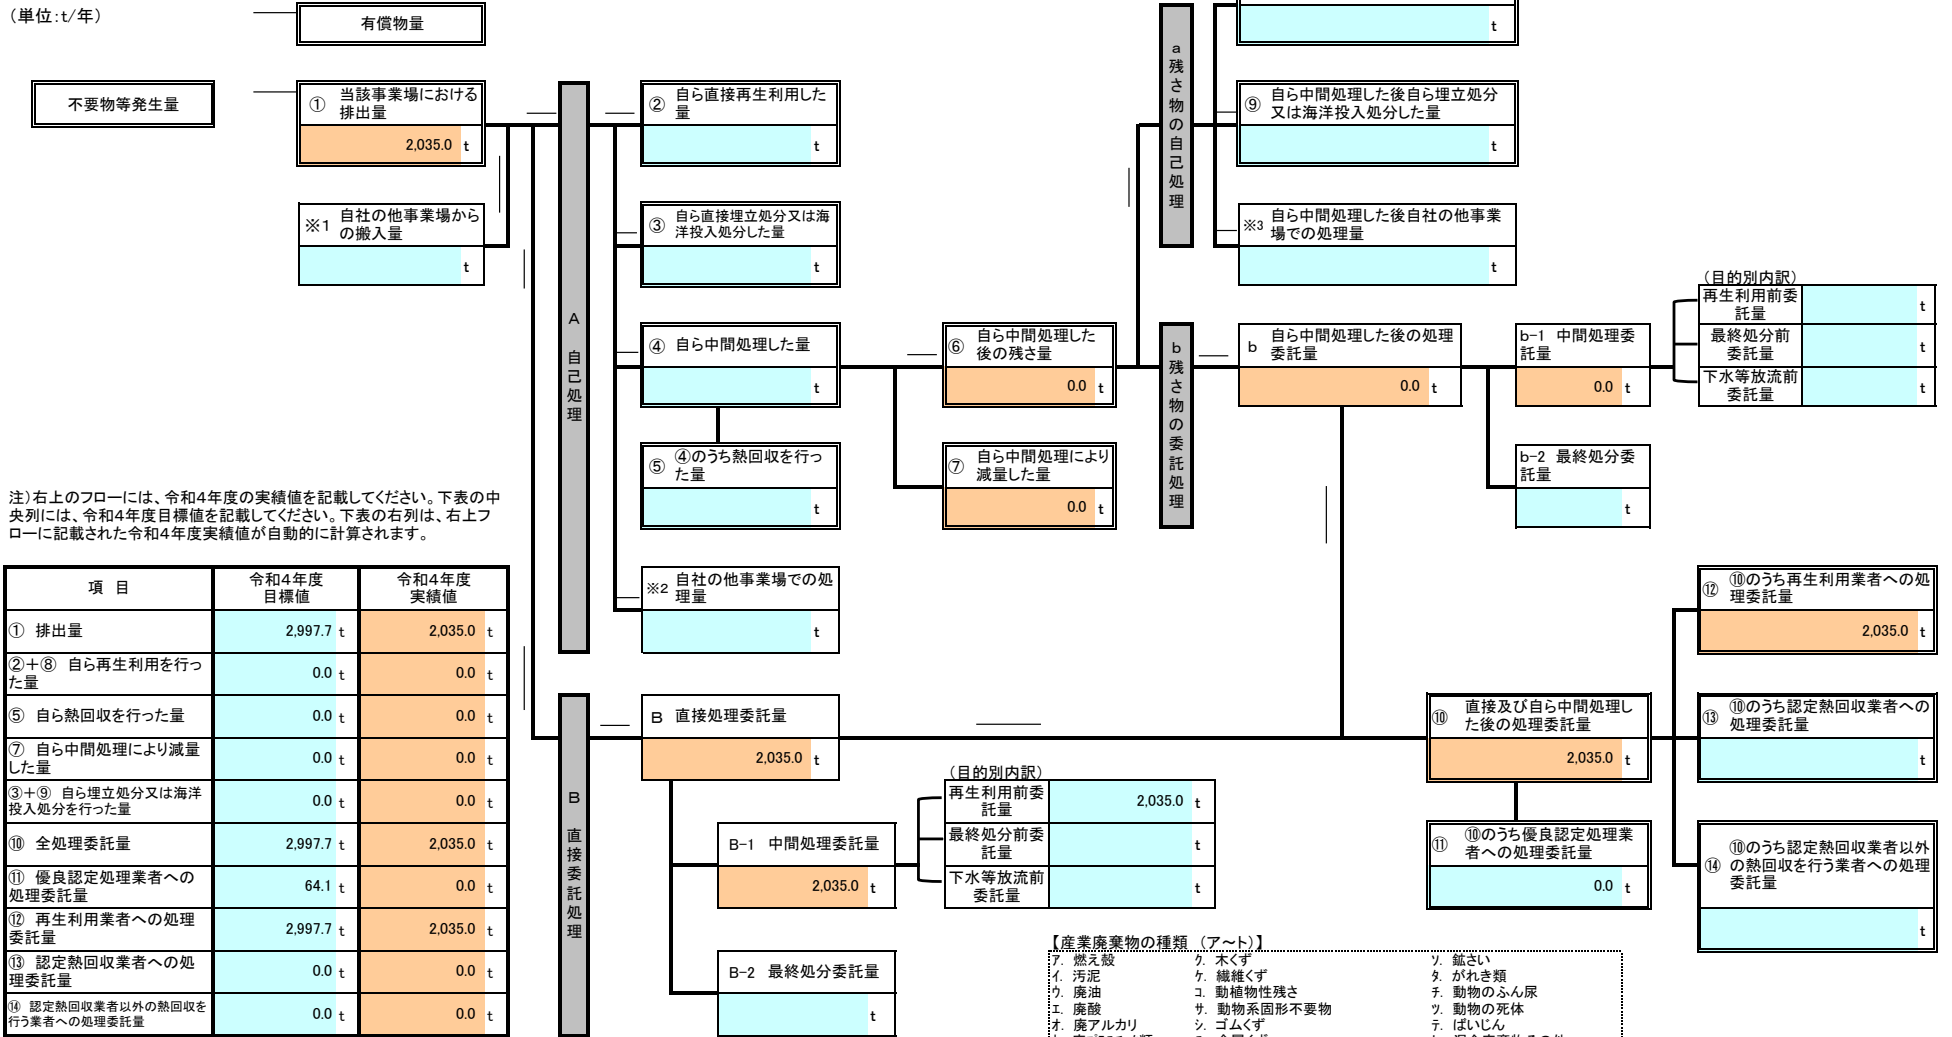 (単位:t/年)
有償物量
t
不要物等発生量
① 当該事業場における
排出量
2,035.0 t
※1 自社の他事業場から
の搬入量
t
A 自己処理
② 自ら直接再生利用した
量
t
③ 自ら直接埋立処分又は海
洋投入処分した量
t
④ 自ら中間処理した量
t
⑤ ④のうち熱回収を行っ
た量
t
※2 自社の他事業場での処
理量
t
⑥ 自ら中間処理した
後の残さ量
0.0 t
⑦ 自ら中間処理により
減量した量
0.0 t
a 残さ物の自己処理
⑨ 自ら中間処理した後自ら埋立処分
又は海洋投入処分した量
t
※3 自ら中間処理した後自社の他事業
場での処理量
t
b 残さ物の委託処理
b 自ら中間処理した後の処理
委託量
0.0 t
b-1 中間処理委
託量
0.0 t
b-2 最終処分委
託量
t
(目的別内訳)
再生利用前委
託量
t
最終処分前
委託量
t
下水等放流前
委託量
t
注)右上のフローには、令和4年度の実績値を記載してください。下表の中
央列には、令和4年度目標値を記載してください。下表の右列は、右上フ
ローに記載された令和4年度実績値が自動的に計算されます。
項 目 令和4年度
目標値 令和4年度
実績値
① 排出量 2,997.7 t 2,035.0 t
②+⑧ 自ら再生利用を行っ
た量 0.0 t 0.0 t
⑤ 自ら熱回収を行った量 0.0 t 0.0 t
⑦ 自ら中間処理により減量
した量 0.0 t 0.0 t
③+⑨ 自ら埋立処分又は海洋
投入処分を行った量 0.0 t 0.0 t
⑩ 全処理委託量 2,997.7 t 2,035.0 t
⑪ 優良認定処理業者への
処理委託量 64.1 t 0.0 t
⑫ 再生利用業者への処理
委託量 2,997.7 t 2,035.0 t
⑬ 認定熱回収業者への処
理委託量 0.0 t 0.0 t
⑭ 認定熱回収業者以外の熱回収を
行う業者への処理委託量 0.0 t 0.0 t
B 直接委託処理
B 直接処理委託量
2,035.0 t
B-1 中間処理委託量
2,035.0 t
B-2 最終処分委託量
t
(目的別内訳)
再生利用前委
託量
2,035.0 t
最終処分前委
託量
t
下水等放流前
委託量
t
⑩ 直接及び自ら中間処理し
た後の処理委託量
2,035.0 t
⑪ ⑩のうち優良認定処理業
者への処理委託量
0.0 t
⑫ ⑩のうち再生利用業者への処
理委託量
2,035.0 t
⑬ ⑩のうち認定熱回収業者への
処理委託量
t
⑭ ⑩のうち認定熱回収業者以外
の熱回収を行う業者への処理
委託量
t
【産業廃棄物の種類 (ア~ト)】
ア. 燃え殻 ク. 木くず ソ. 鉱さい
イ. 汚泥 ケ. 繊維くず タ. がれき類
ウ. 廃油 コ. 動植物性残さ チ. 動物のふん尿
エ. 廃酸 サ. 動物系固形不要物 ツ. 動物の死体
オ. 廃アルカリ シ. ゴムくず テ. ばいじん